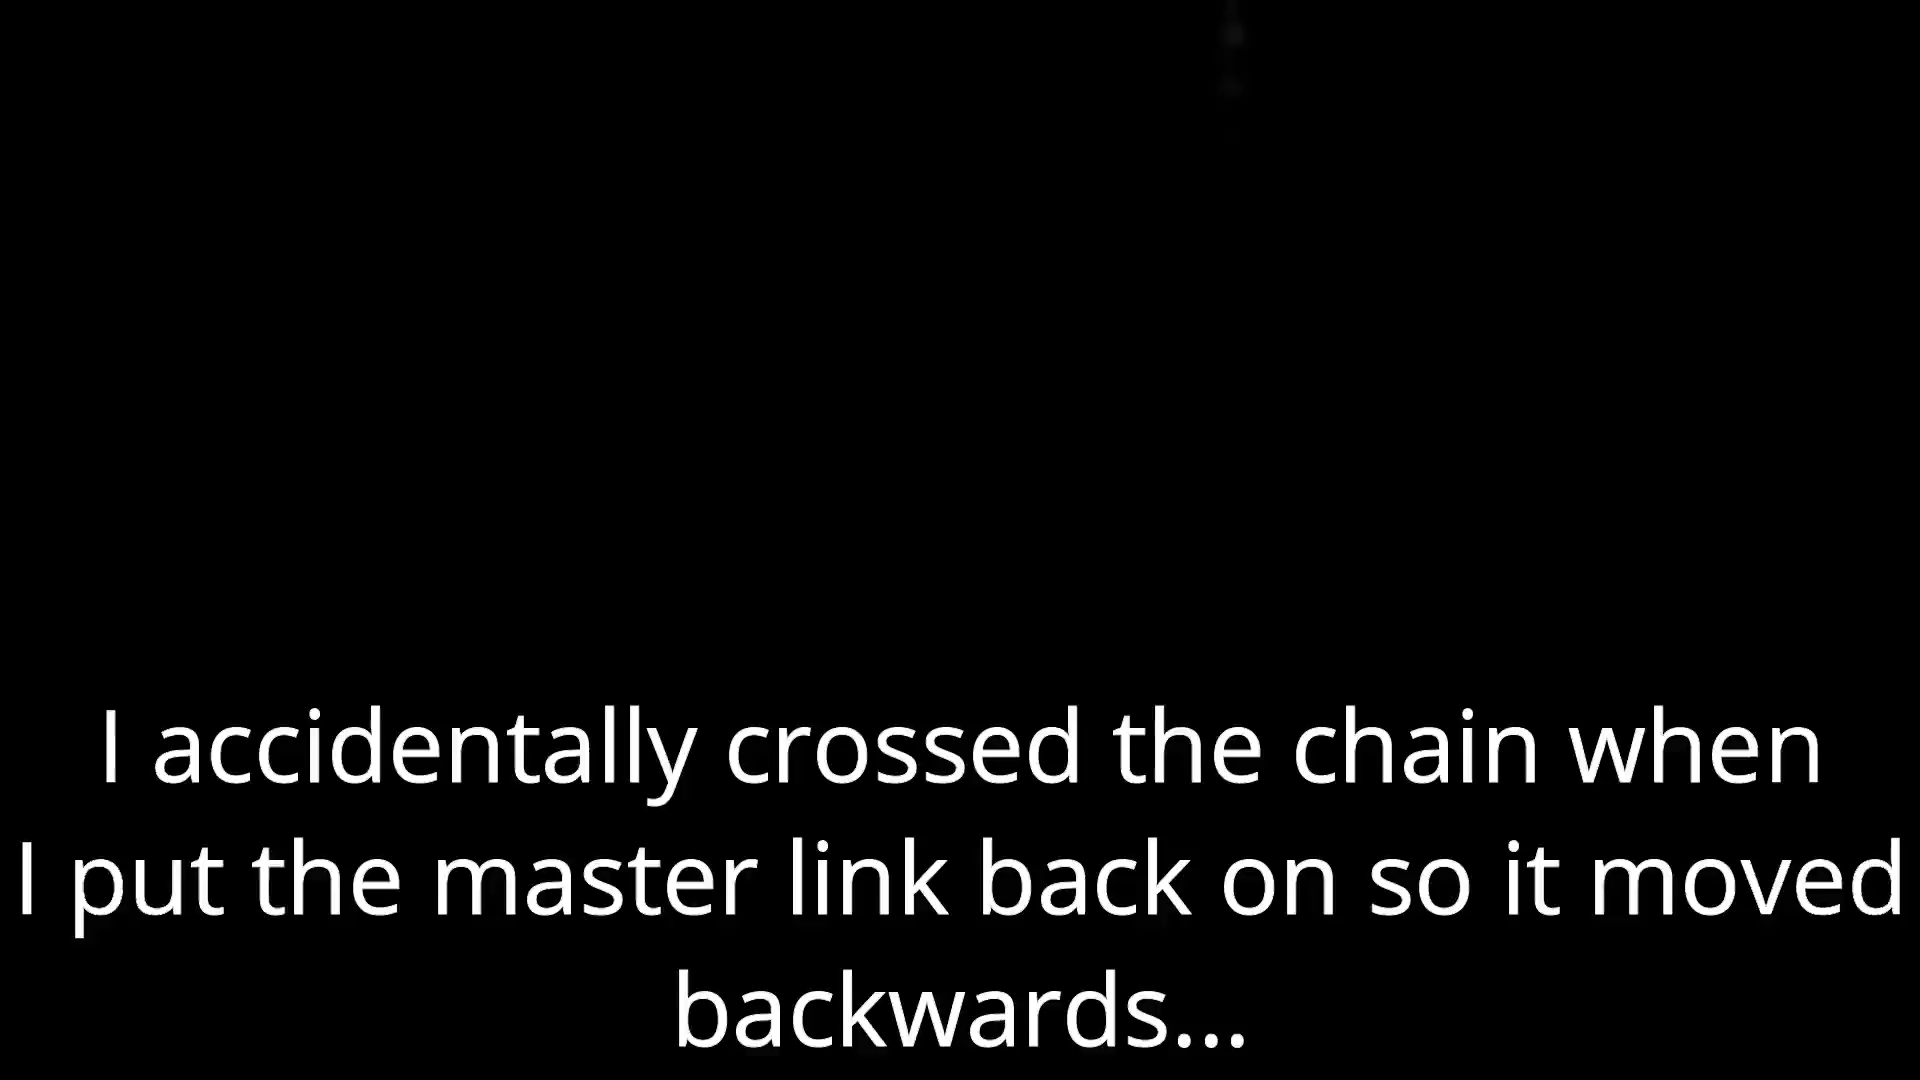 I accidentally crossed the chain when
I put the master link back on so it moved
backwards...